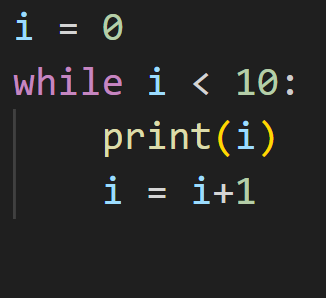 i = 0
while i < 10:
    print(i)
    i = i+1